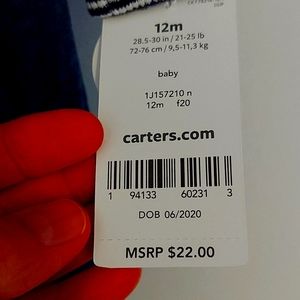 12m
28.5-30 in / 21-25 lb
72-76 cm / 9,5-11,3 kg
baby
1J157210 n
12m f20
carters.com
1 94133 60231 3
DOB 06/2020
MSRP $22.00